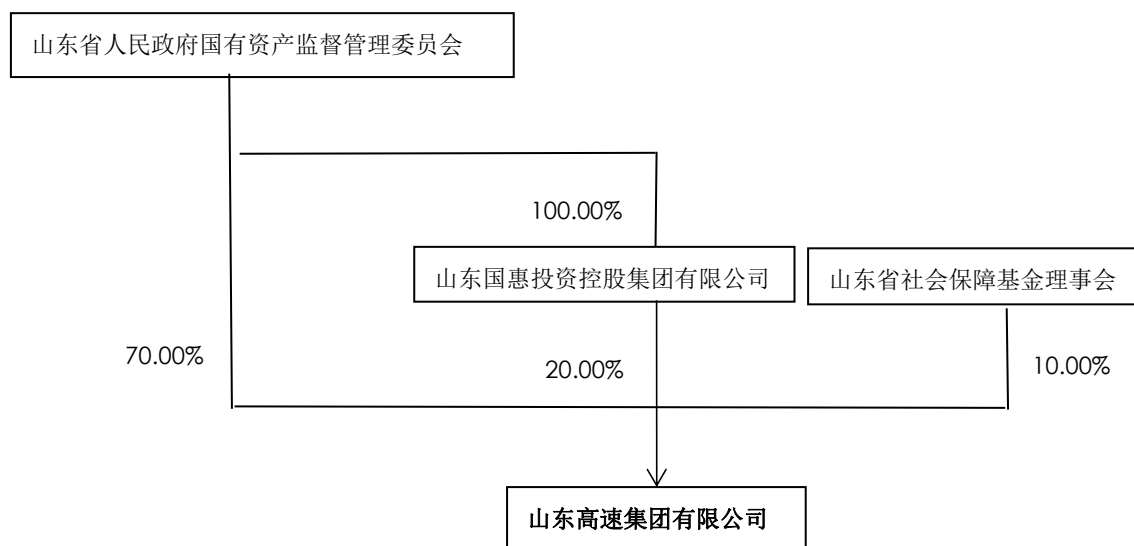 山东省人民政府国有资产监督管理委员会
100.00%
山东国惠投资控股集团有限公司
山东省社会保障基金理事会
70.00%
20.00%
10.00%
山东高速集团有限公司